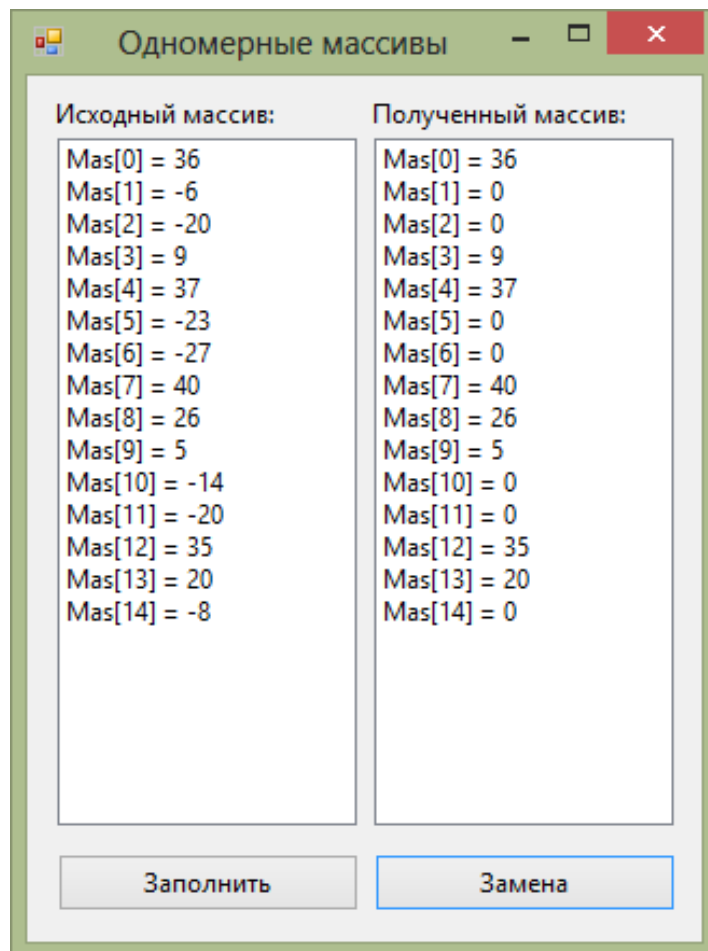 Одномерные массивы
Исходный массив:
Mas[0] = 36
Mas[1] = -6
Mas[2] = -20
Mas[3] = 9
Mas[4] = 37
Mas[5] = -23
Mas[6] = -27
Mas[7] = 40
Mas[8] = 26
Mas[9] = 5
Mas[10] = -14
Mas[11] = -20
Mas[12] = 35
Mas[13] = 20
Mas[14] = -8
Полученный массив:
Mas[0] = 36
Mas[1] = 0
Mas[2] = 0
Mas[3] = 9
Mas[4] = 37
Mas[5] = 0
Mas[6] = 0
Mas[7] = 40
Mas[8] = 26
Mas[9] = 5
Mas[10] = 0
Mas[11] = 0
Mas[12] = 35
Mas[13] = 20
Mas[14] = 0
Заполнить
Замена